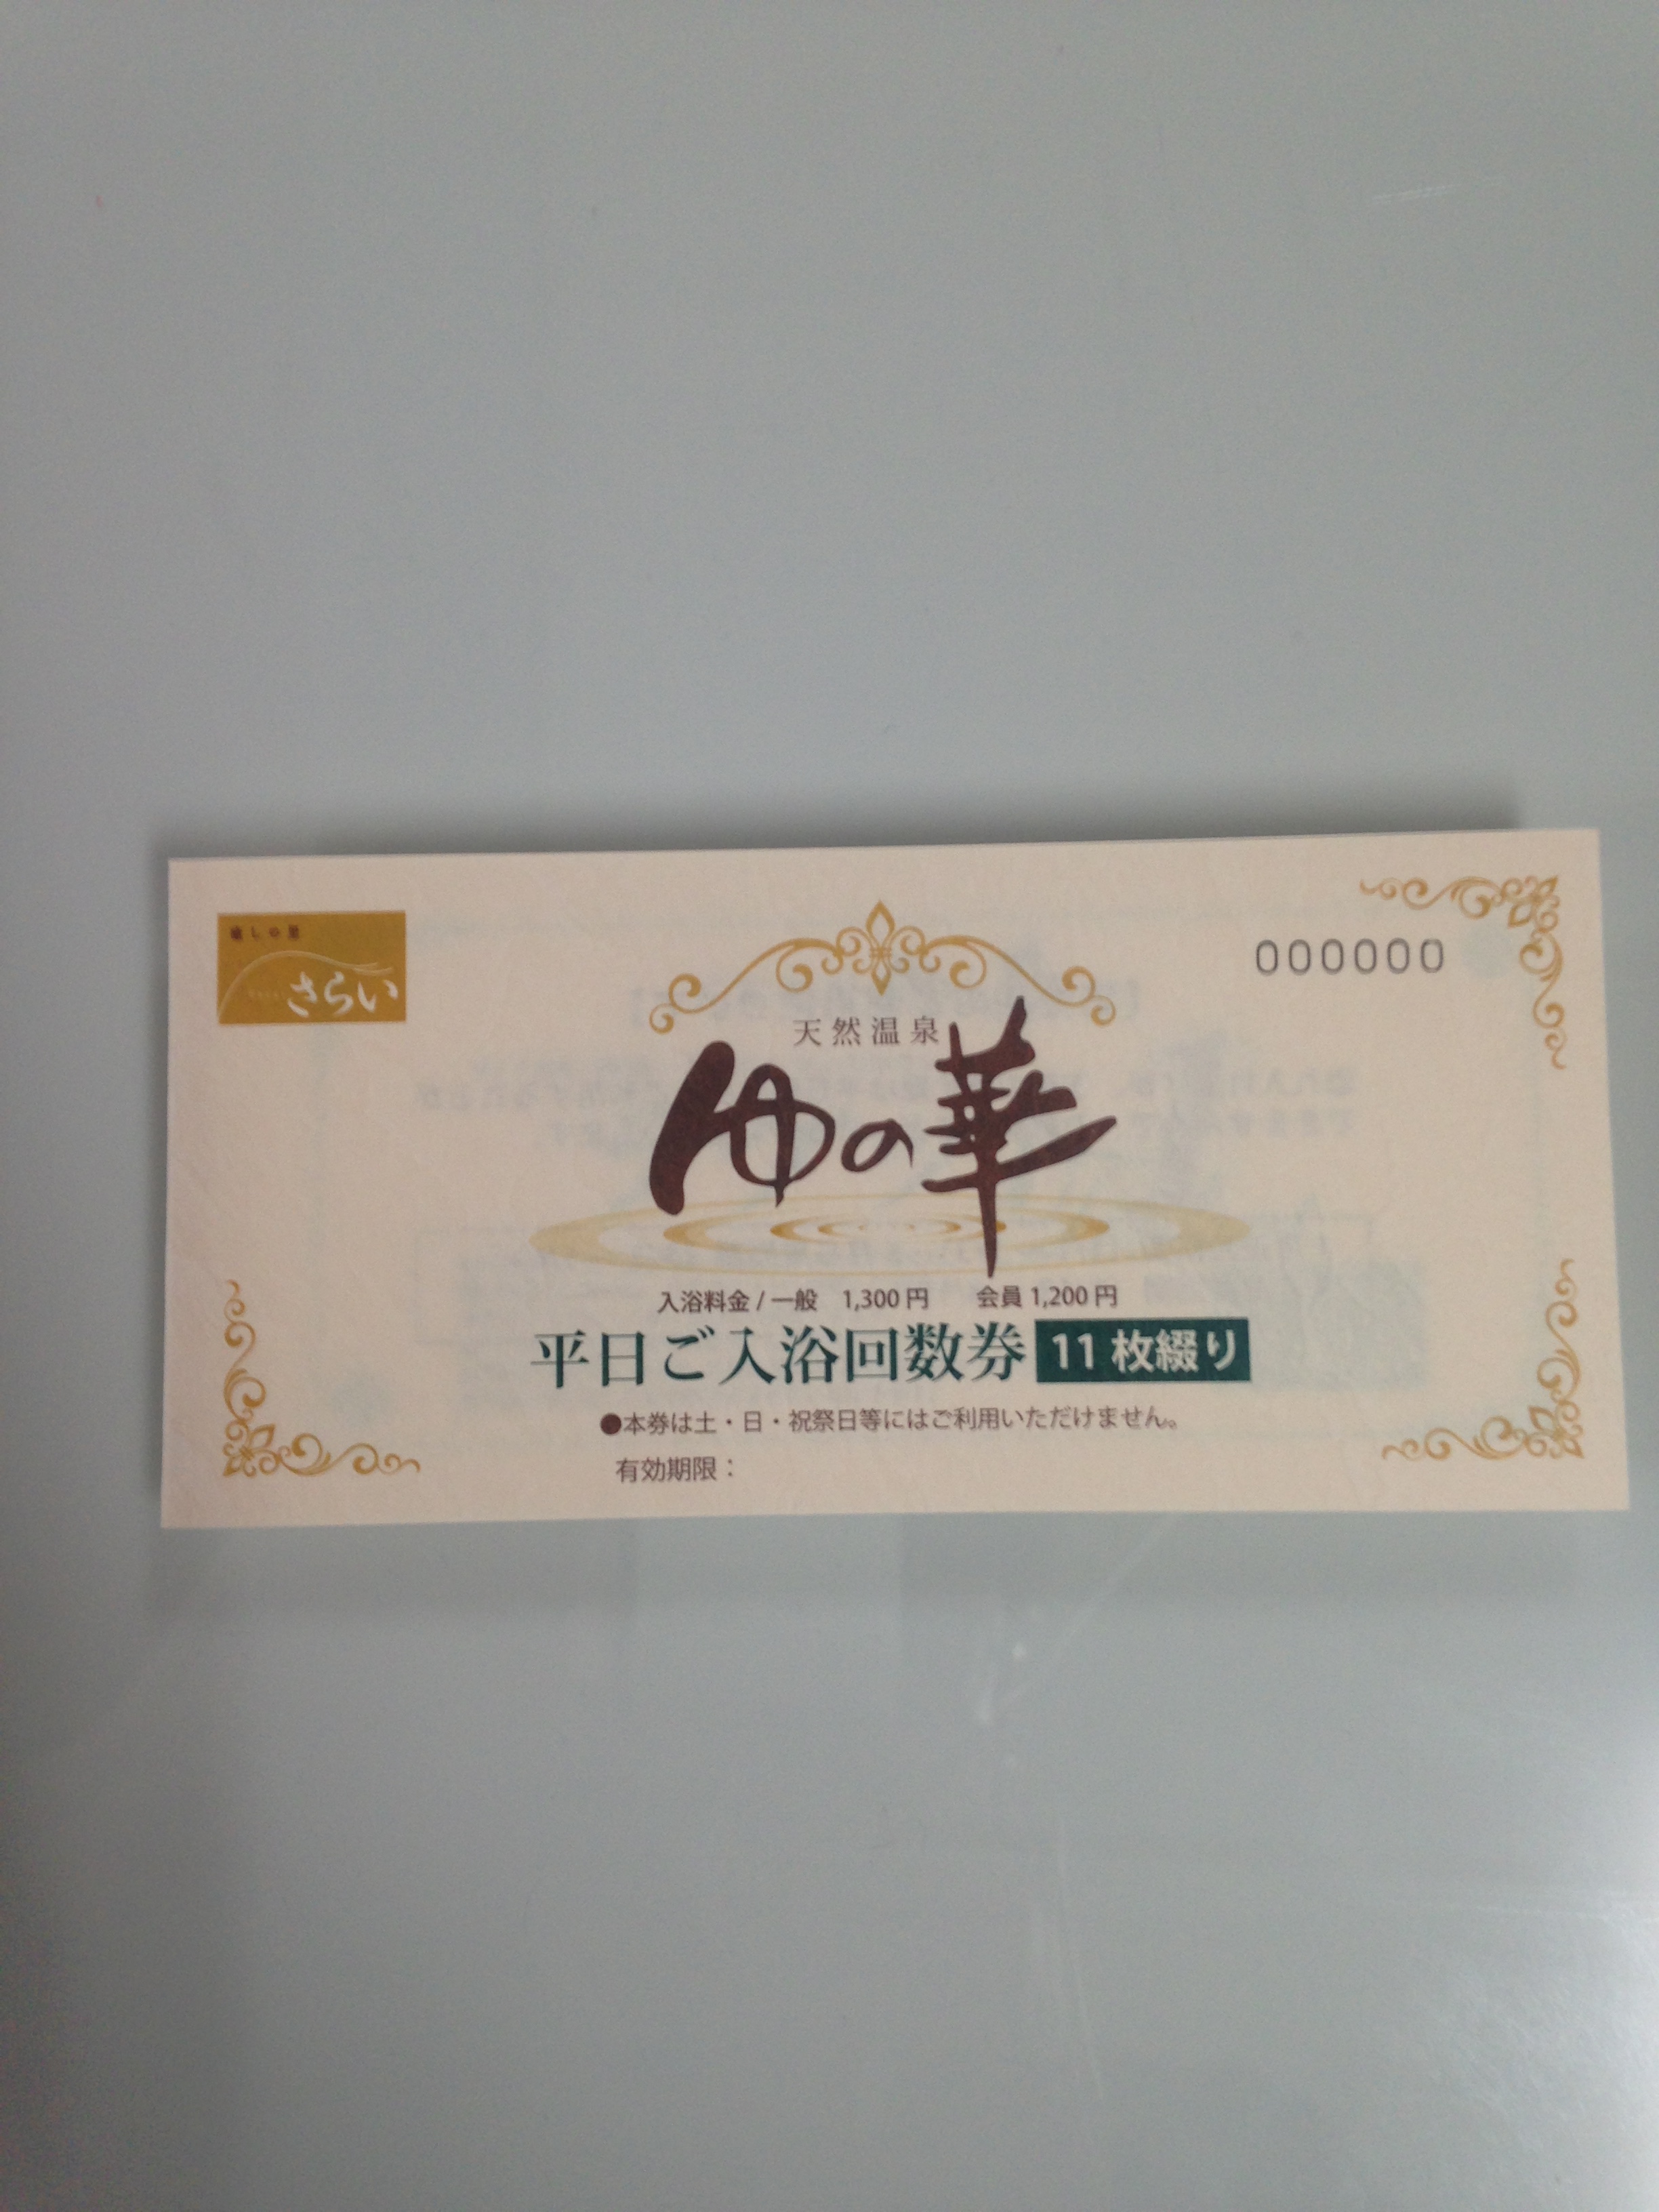 癒しの里
さらい
000000
天然温泉
ゆの華
入浴料金/一般 1,300円 会員1,200円
平日ご入浴回数券 11枚綴り
●本券は土・日・祝祭日等にはご利用いただけません。
有効期限：